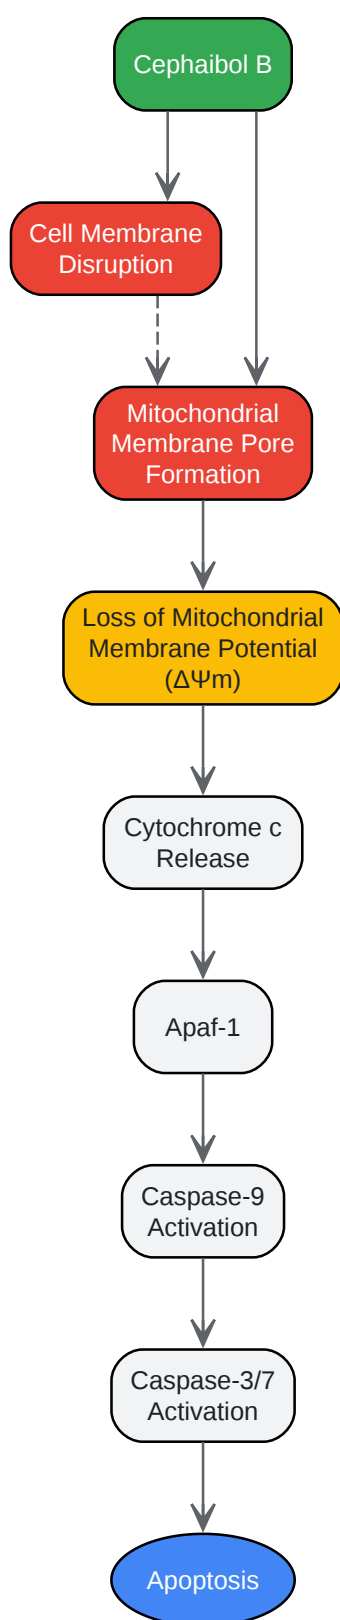 Cephaibol B
Cell Membrane
Disruption
Mitochondrial
Membrane Pore
Formation
Loss of Mitochondrial
Membrane Potential
(ΔΨm)
Cytochrome c
Release
Apaf-1
Caspase-9
Activation
Caspase-3/7
Activation
Apoptosis